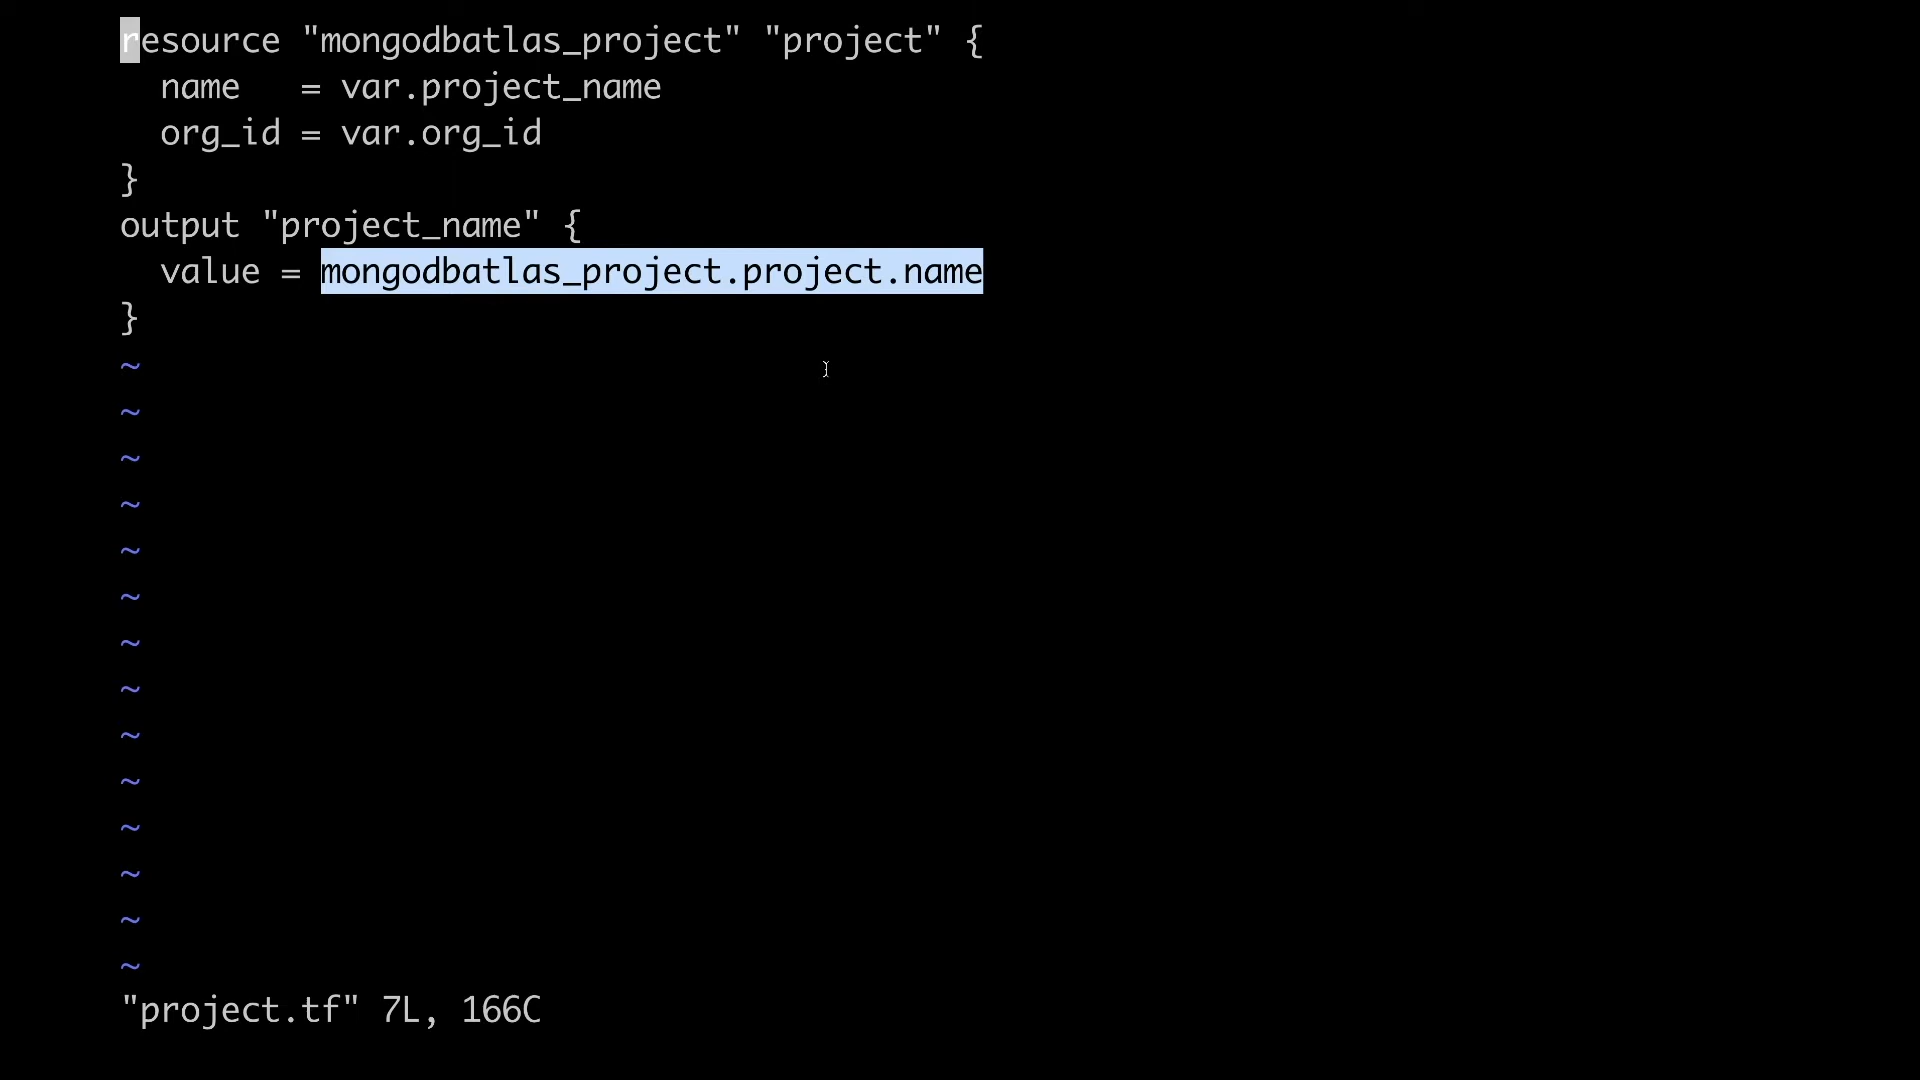 resource "mongodbatlas_project" "project" {
  name   = var.project_name
  org_id = var.org_id
}
output "project_name" {
  value = mongodbatlas_project.project.name
}
~
~
~
~
~
~
~
~
~
~
~
~
~
~
"project.tf" 7L, 166C